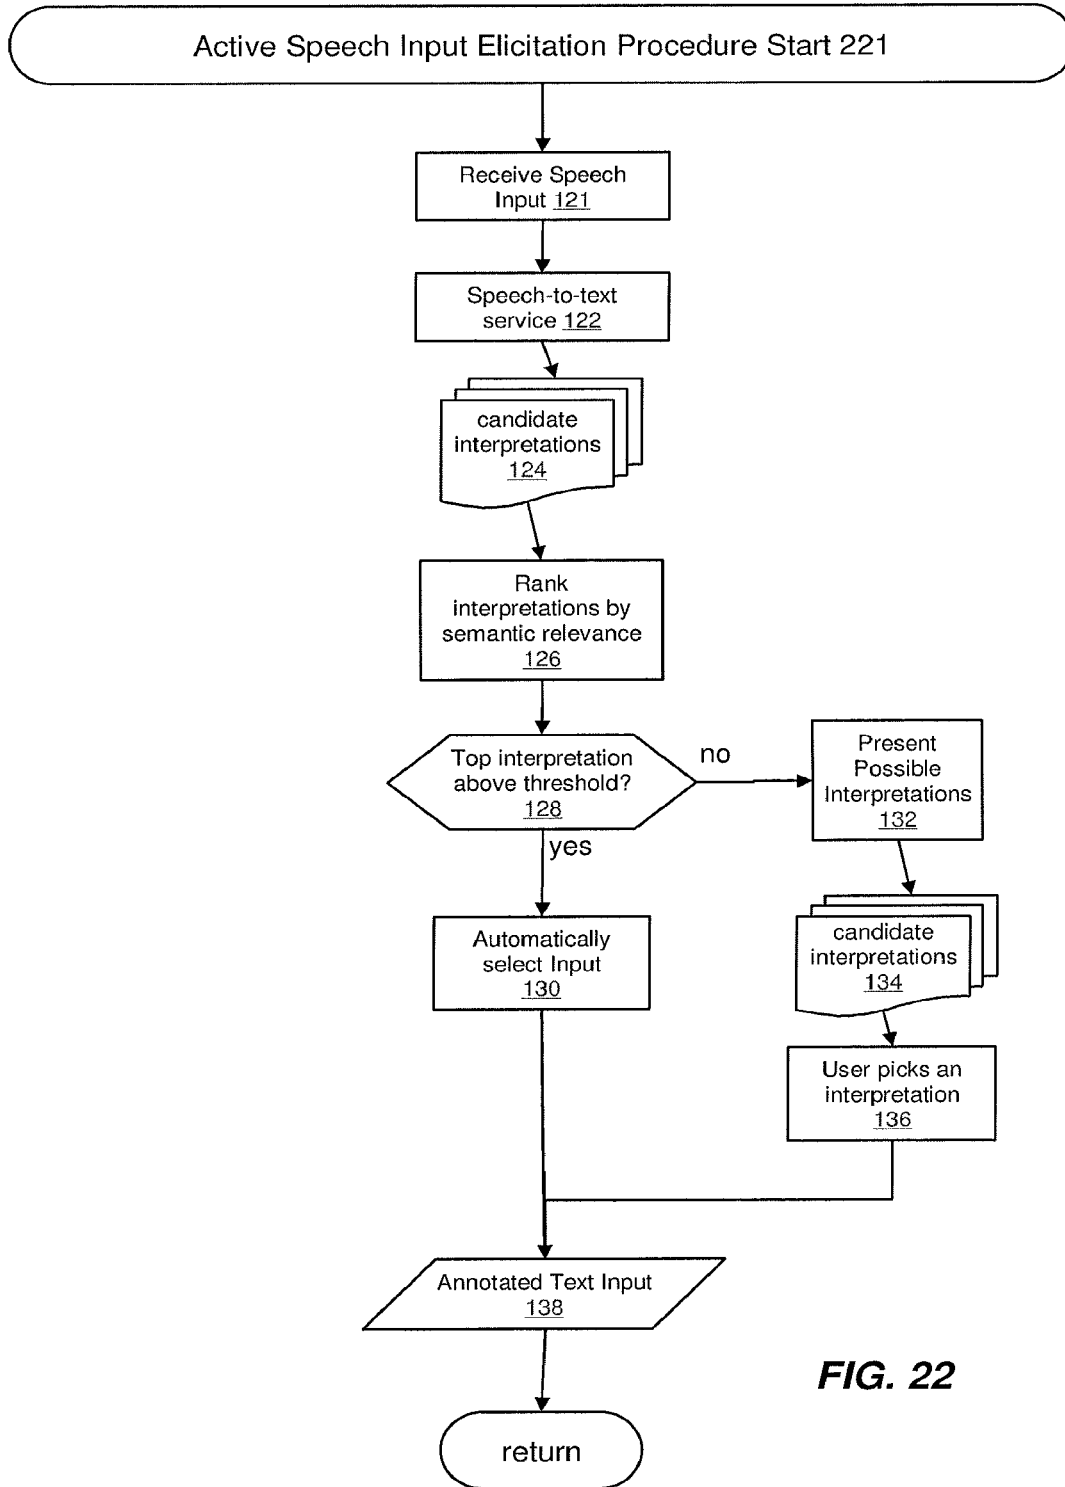 Active Speech Input Elicitation Procedure Start 221
Receive Speech
Input 121
Speech-to-text
service 122
candidate
interpretations
124
Rank
interpretations by
semantic relevance
126
Top interpretation
above threshold?
128
no
Present
Possible
Interpretations
132
yes
candidate
interpretations
134
Automatically
select Input
130
User picks an
interpretation
136
Annotated Text Input
138
FIG. 22
return